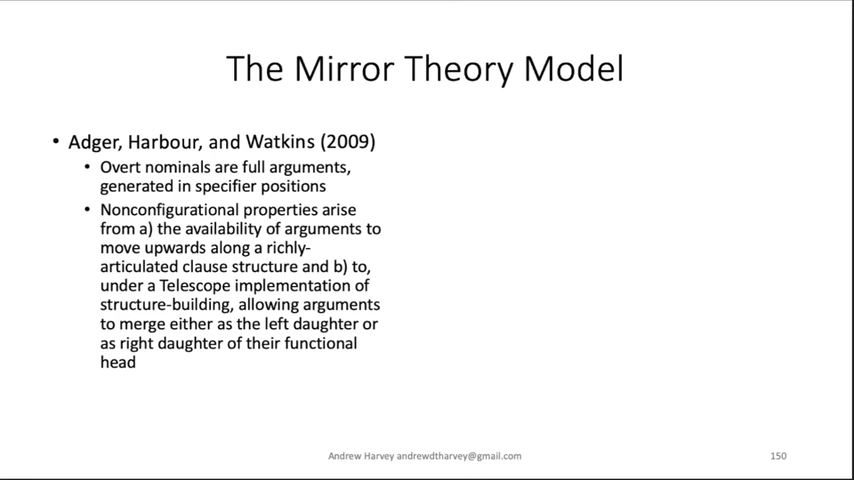 The Mirror Theory Model
• Adger, Harbour, and Watkins (2009)
• Overt nominals are full arguments,
generated in specifier positions
• Nonconfigurational properties arise
from a) the availability of arguments to
move upwards along a richly-
articulated clause structure and b) to,
under a Telescope implementation of
structure-building, allowing arguments
to merge either as the left daughter or
as right daughter of their functional
head
Andrew Harvey andrewdtharvey@gmail.com
150